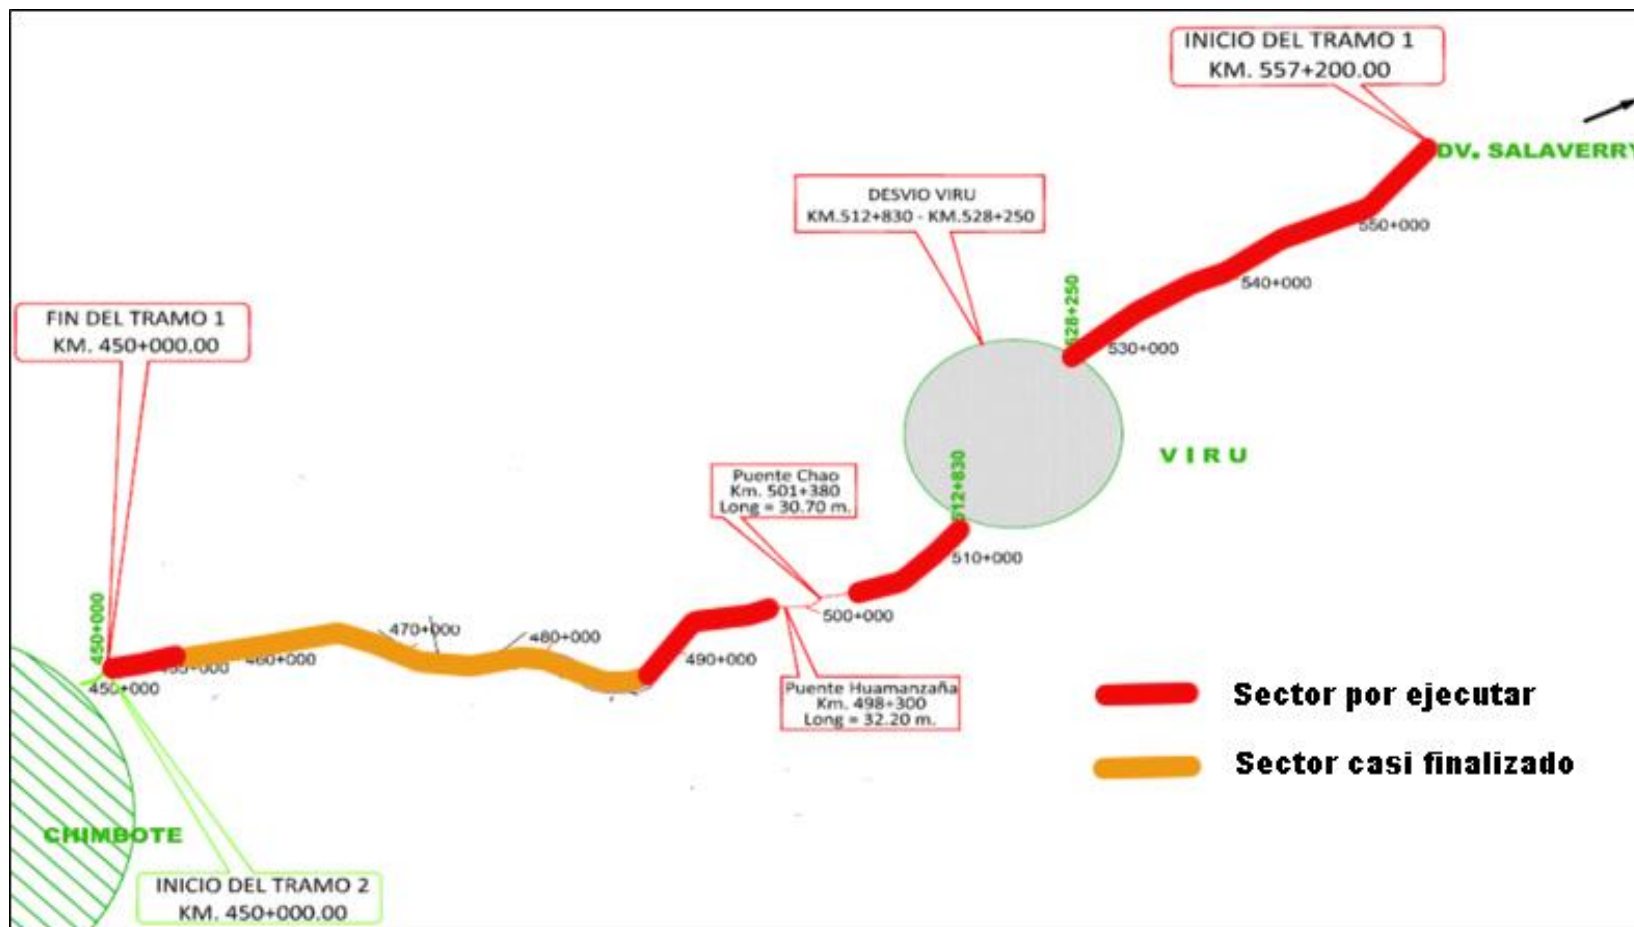 INICIO DEL TRAMO 1
KM. 557+200.00
DV. SALAVERRY
DESVIO VIRU
KM.512+830 - KM.528+250
550+000
540+000
528+250
530+000
FIN DEL TRAMO 1
KM. 450+000.00
VIRU
Puente Chao
Km. 501+380
Long = 30.70 m.
512+830
510+000
500+000
450+000
470+000
480+000
460+000
490+000
450+000
Puente Huamanzaña
Km. 498+300
Long = 32.20 m.
Sector por ejecutar
Sector casi finalizado
CHIMBOTE
INICIO DEL TRAMO 2
KM. 450+000.00